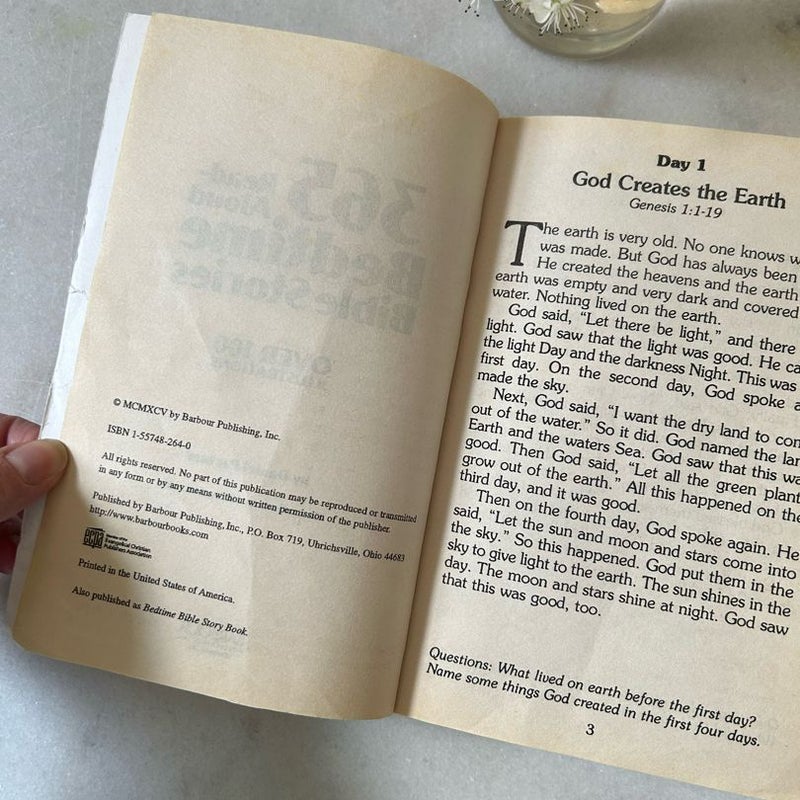 © MCMXCV by Barbour Publishing, Inc.
ISBN 1-55748-264-0
All rights reserved. No part of this publication may be reproduced or transmitted
in any form or by any means without written permission of the publisher.
Published by Barbour Publishing, Inc., P.O. Box 719, Uhrichsville, Ohio 44683
http://www.barbourbooks.com
ecpa
Evangelical Christian
Publishers Association
Printed in the United States of America.
Also published as Bedtime Bible Story Book.
Day 1
God Creates the Earth
Genesis 1:1-19
The earth is very old. No one knows w
was made. But God has always been
He created the heavens and the earth
earth was empty and very dark and covered
water. Nothing lived on the earth.
God said, “Let there be light,” and there
light. God saw that the light was good. He ca
the light Day and the darkness Night. This was
first day. On the second day, God spoke a
made the sky.
Next, God said, “I want the dry land to com
out of the water.” So it did. God named the lan
Earth and the waters Sea. God saw that this wa
good. Then God said, “Let all the green plant
grow out of the earth.” All this happened on the
third day, and it was good.
Then on the fourth day, God spoke again. He
said, “Let the sun and moon and stars come into
the sky.” So this happened. God put them in the
sky to give light to the earth. The sun shines in the
day. The moon and stars shine at night. God saw
that this was good, too.
Questions: What lived on earth before the first day?
Name some things God created in the first four days.
3